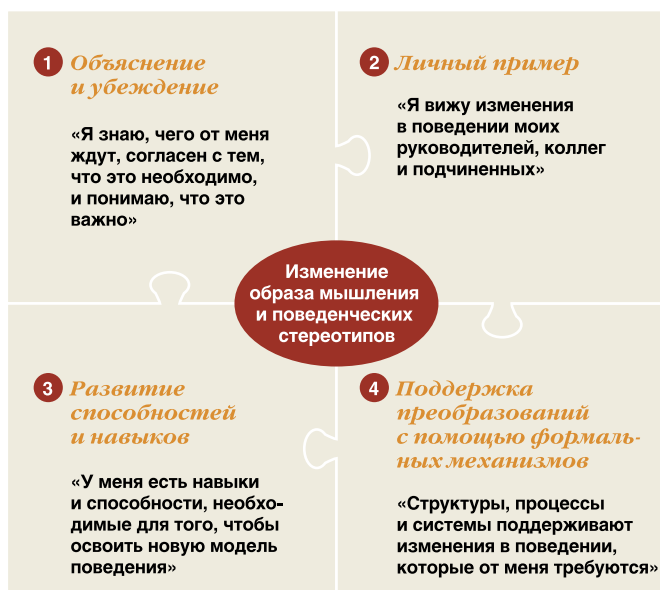 1 Объяснение
и убеждение
«Я знаю, чего от меня
ждут, согласен с тем,
что это необходимо,
и понимаю, что это
важно»
2 Личный пример
«Я вижу изменения
в поведении моих
руководителей, коллег
и подчиненных»
Изменение
образа мышления
и поведенческих
стереотипов
3 Развитие
способностей
и навыков
«У меня есть навыки
и способности, необхо-
димые для того, чтобы
освоить новую модель
поведения»
4 Поддержка
преобразований
с помощью формаль-
ных механизмов
«Структуры, процессы
и системы поддерживают
изменения в поведении,
которые от меня требуются»